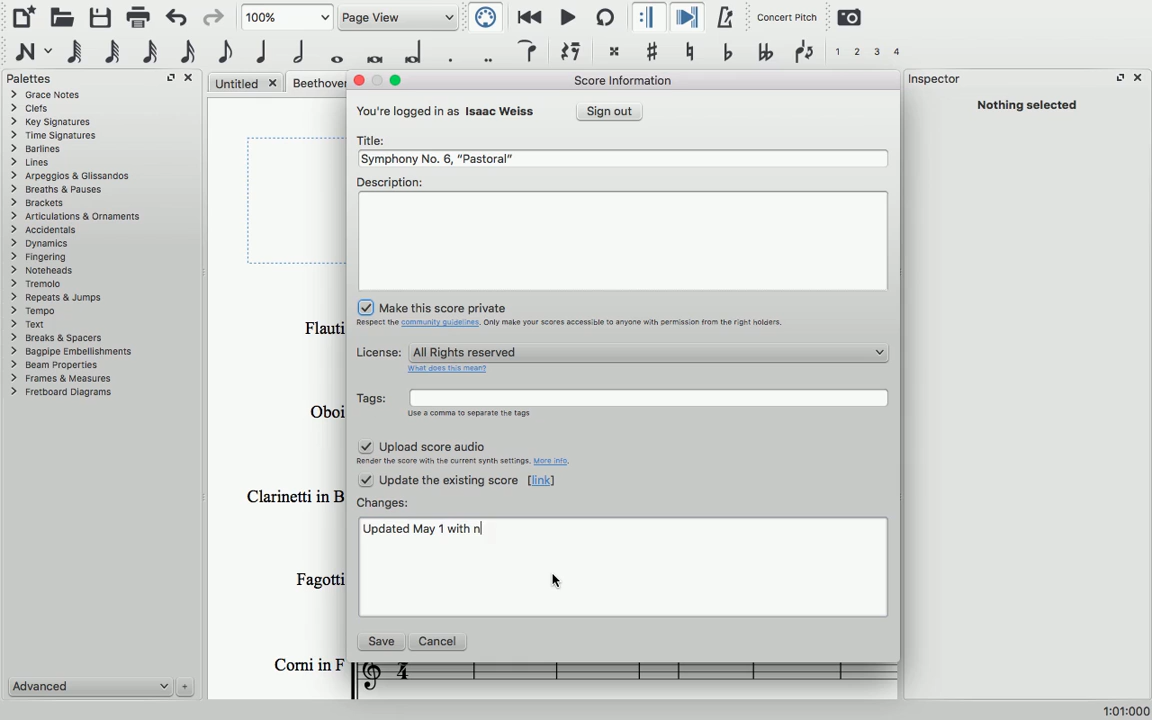 100%
Page View
Concert Pitch
1 2 3 4
Palettes
Grace Notes
Clefs
Key Signatures
Time Signatures
Barlines
Lines
Arpeggios & Glissandos
Breaths & Pauses
Brackets
Articulations & Ornaments
Accidentals
Dynamics
Fingering
Noteheads
Tremolo
Repeats & Jumps
Tempo
Text
Breaks & Spacers
Bagpipe Embellishments
Beam Properties
Frames & Measures
Fretboard Diagrams
Advanced
+
Untitled
Beethover
Flauti
Oboi
Clarinetti in B
Fagotti
Corni in F
Score Information
You're logged in as Isaac Weiss
Sign out
Title:
Symphony No. 6, "Pastoral"
Description:
Make this score private
Respect the community guidelines. Only make your scores accessible to anyone with permission from the right holders.
License: All Rights reserved
What does this mean?
Tags:
Use a comma to separate the tags
Upload score audio
Render the score with the current synth settings. More info.
Update the existing score [link]
Changes:
Updated May 1 with n
Save
Cancel
Inspector
Nothing selected
1:01:000